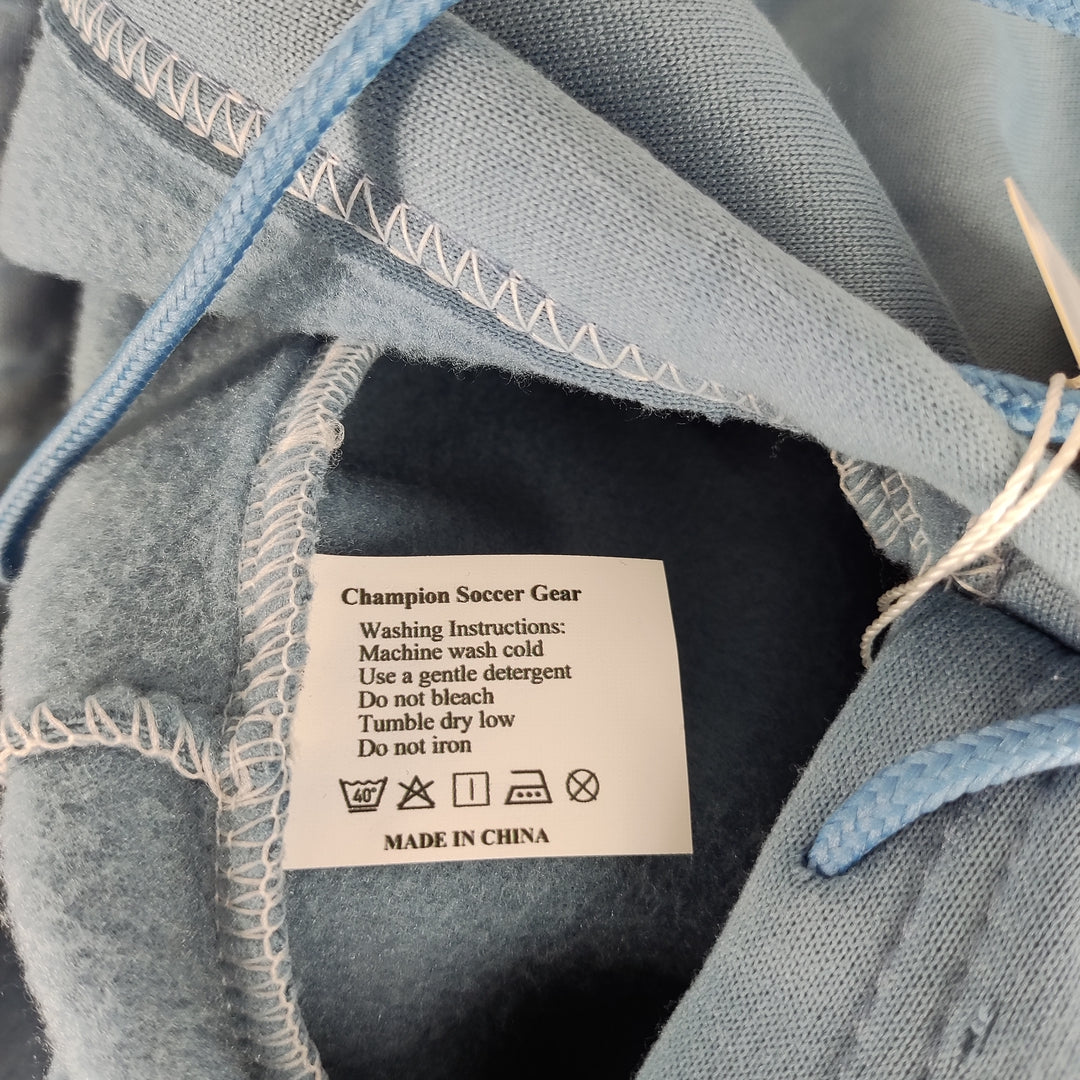 Champion Soccer Gear
Washing Instructions:
Machine wash cold
Use a gentle detergent
Do not bleach
Tumble dry low
Do not iron
40°
MADE IN CHINA